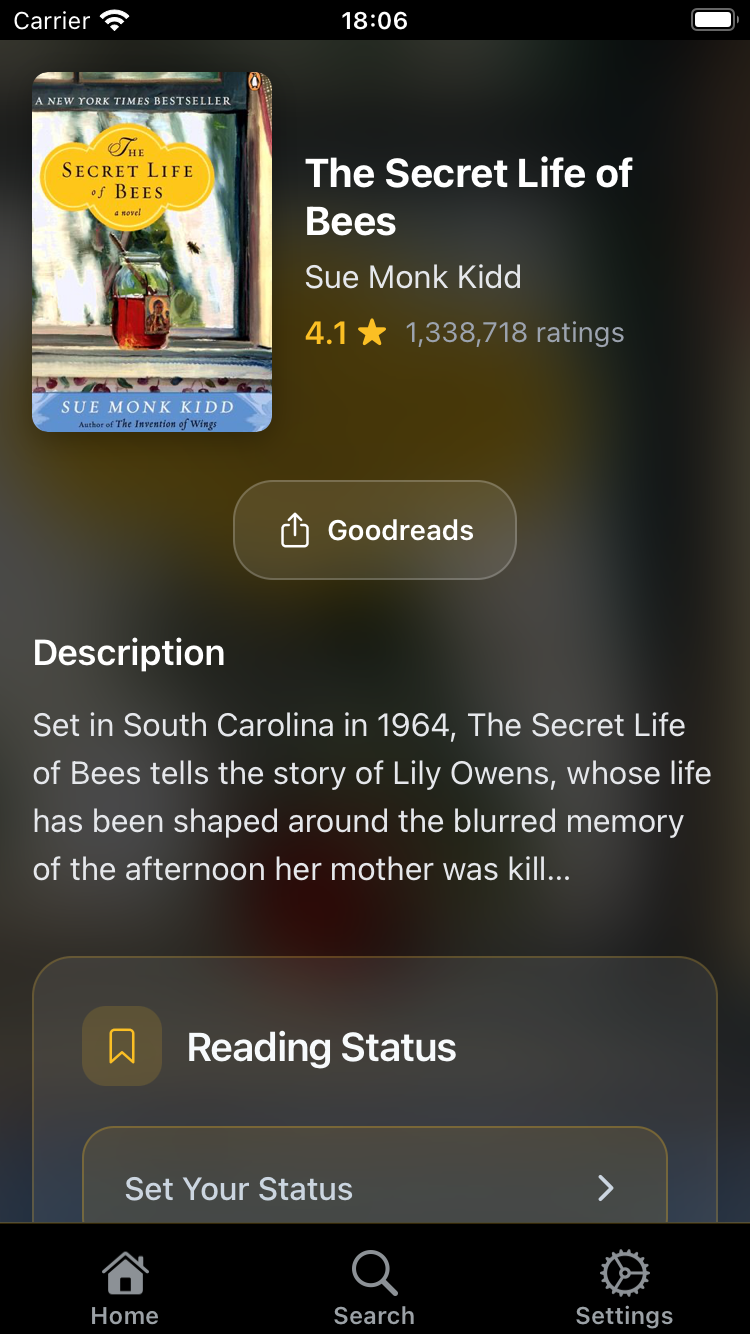 Carrier
18:06
A NEW YORK TIMES BESTSELLER
THE
SECRET LIFE
of BEES
a novel
SUE MONK KIDD
Author of The Invention of Wings
The Secret Life of
Bees
Sue Monk Kidd
4.1 ★ 1,338,718 ratings
Goodreads
Description
Set in South Carolina in 1964, The Secret Life
of Bees tells the story of Lily Owens, whose life
has been shaped around the blurred memory
of the afternoon her mother was kill...
Reading Status
Set Your Status
Home
Search
Settings